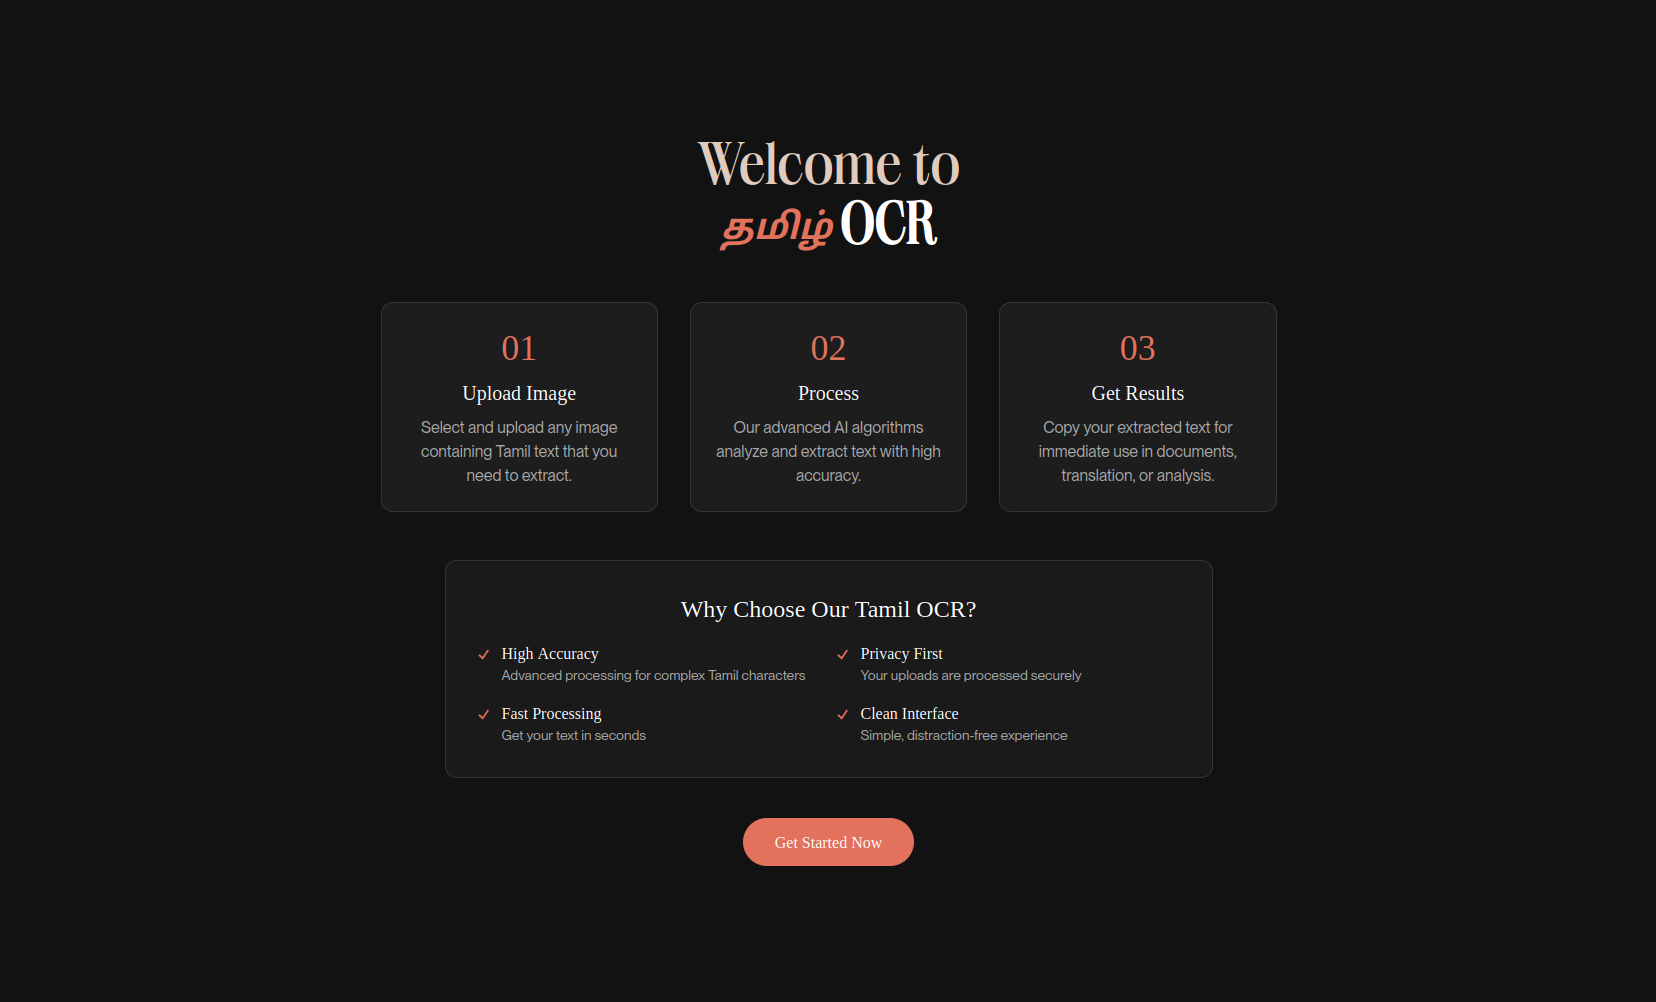 Welcome to
தமிழ் OCR
01
Upload Image
Select and upload any image
containing Tamil text that you
need to extract.
02
Process
Our advanced AI algorithms
analyze and extract text with high
accuracy.
03
Get Results
Copy your extracted text for
immediate use in documents,
translation, or analysis.
Why Choose Our Tamil OCR?
High Accuracy
Advanced processing for complex Tamil characters
Privacy First
Your uploads are processed securely
Fast Processing
Get your text in seconds
Clean Interface
Simple, distraction-free experience
Get Started Now